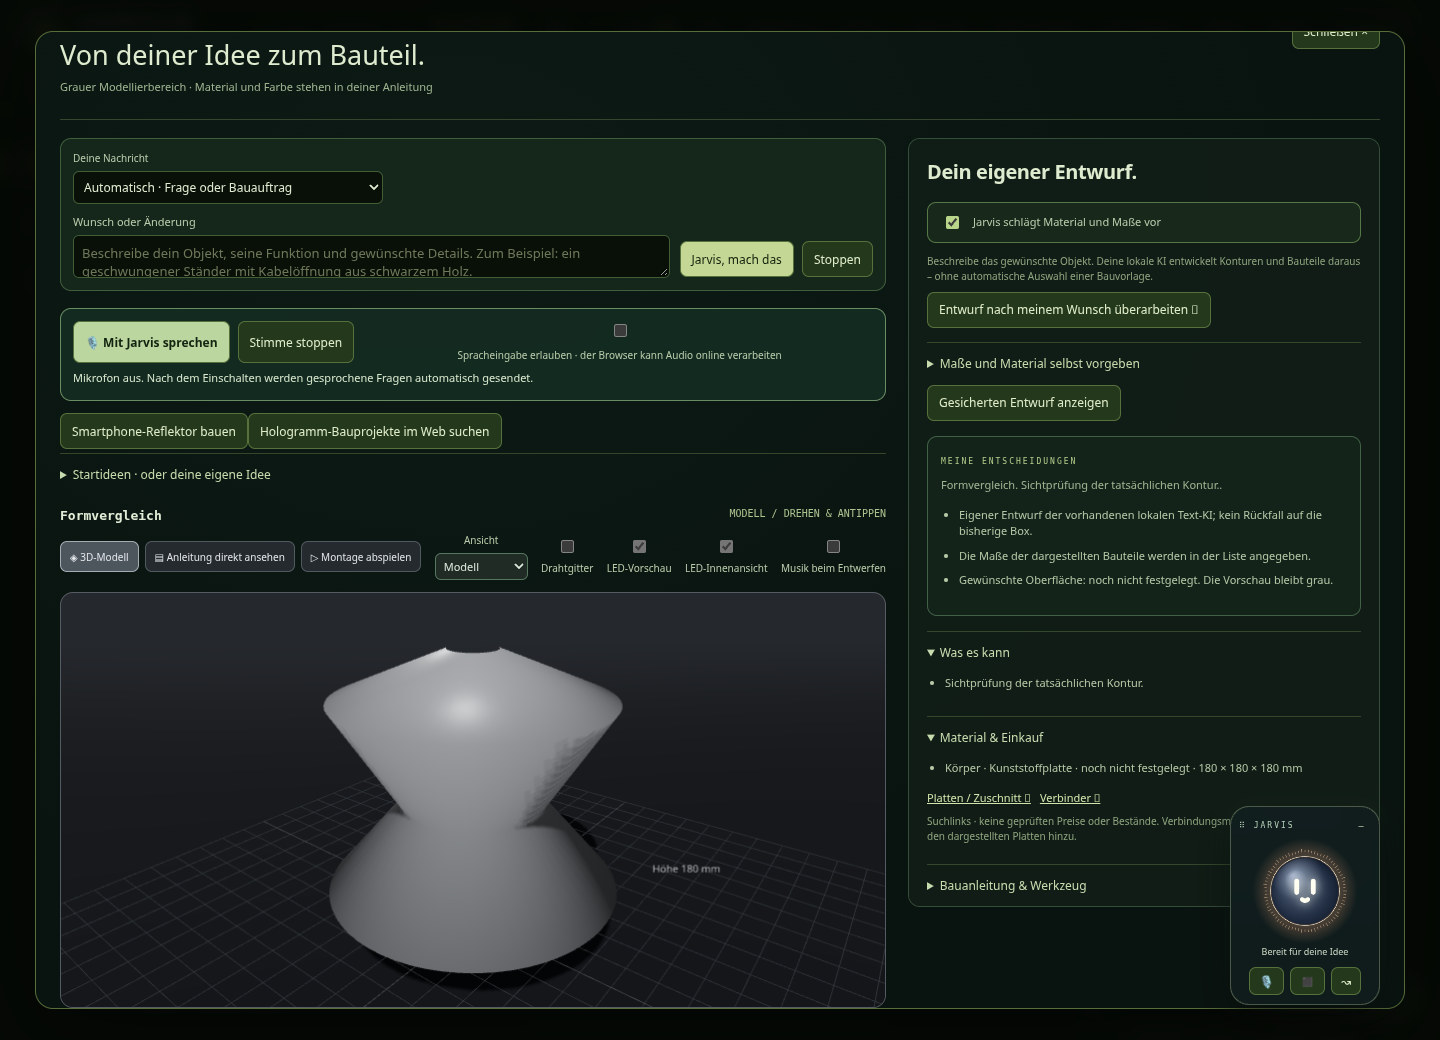 Schließen ×
Von deiner Idee zum Bauteil.
Grauer Modellierbereich · Material und Farbe stehen in deiner Anleitung
Deine Nachricht
Automatisch · Frage oder Bauauftrag
Wunsch oder Änderung
Beschreibe dein Objekt, seine Funktion und gewünschte Details. Zum Beispiel: ein
geschwungener Ständer mit Kabelöffnung aus schwarzem Holz.
Jarvis, mach das
Stoppen
Mit Jarvis sprechen
Stimme stoppen
Spracheingabe erlauben · der Browser kann Audio online verarbeiten
Mikrofon aus. Nach dem Einschalten werden gesprochene Fragen automatisch gesendet.
Smartphone-Reflektor bauen
Hologramm-Bauprojekte im Web suchen
▶ Startideen · oder deine eigene Idee
Formvergleich
MODELL / DREHEN & ANTIPPEN
◈ 3D-Modell
▤ Anleitung direkt ansehen
▷ Montage abspielen
Ansicht
Modell
Drahtgitter
LED-Vorschau
LED-Innenansicht
Musik beim Entwerfen
Höhe 180 mm
Dein eigener Entwurf.
Jarvis schlägt Material und Maße vor
Beschreibe das gewünschte Objekt. Deine lokale KI entwickelt Konturen und Bauteile daraus
– ohne automatische Auswahl einer Bauvorlage.
Entwurf nach meinem Wunsch überarbeiten
▶ Maße und Material selbst vorgeben
Gesicherten Entwurf anzeigen
MEINE ENTSCHEIDUNGEN
Formvergleich. Sichtprüfung der tatsächlichen Kontur..
• Eigener Entwurf der vorhandenen lokalen Text-KI; kein Rückfall auf die
bisherige Box.
• Die Maße der dargestellten Bauteile werden in der Liste angegeben.
• Gewünschte Oberfläche: noch nicht festgelegt. Die Vorschau bleibt grau.
▼ Was es kann
• Sichtprüfung der tatsächlichen Kontur.
▼ Material & Einkauf
• Körper · Kunststoffplatte · noch nicht festgelegt · 180 × 180 × 180 mm
Platten / Zuschnitt
Verbinder
Suchlinks · keine geprüften Preise oder Bestände. Verbindungsm
den dargestellten Platten hinzu.
▶ Bauanleitung & Werkzeug
⠿ JARVIS
–
Bereit für deine Idee